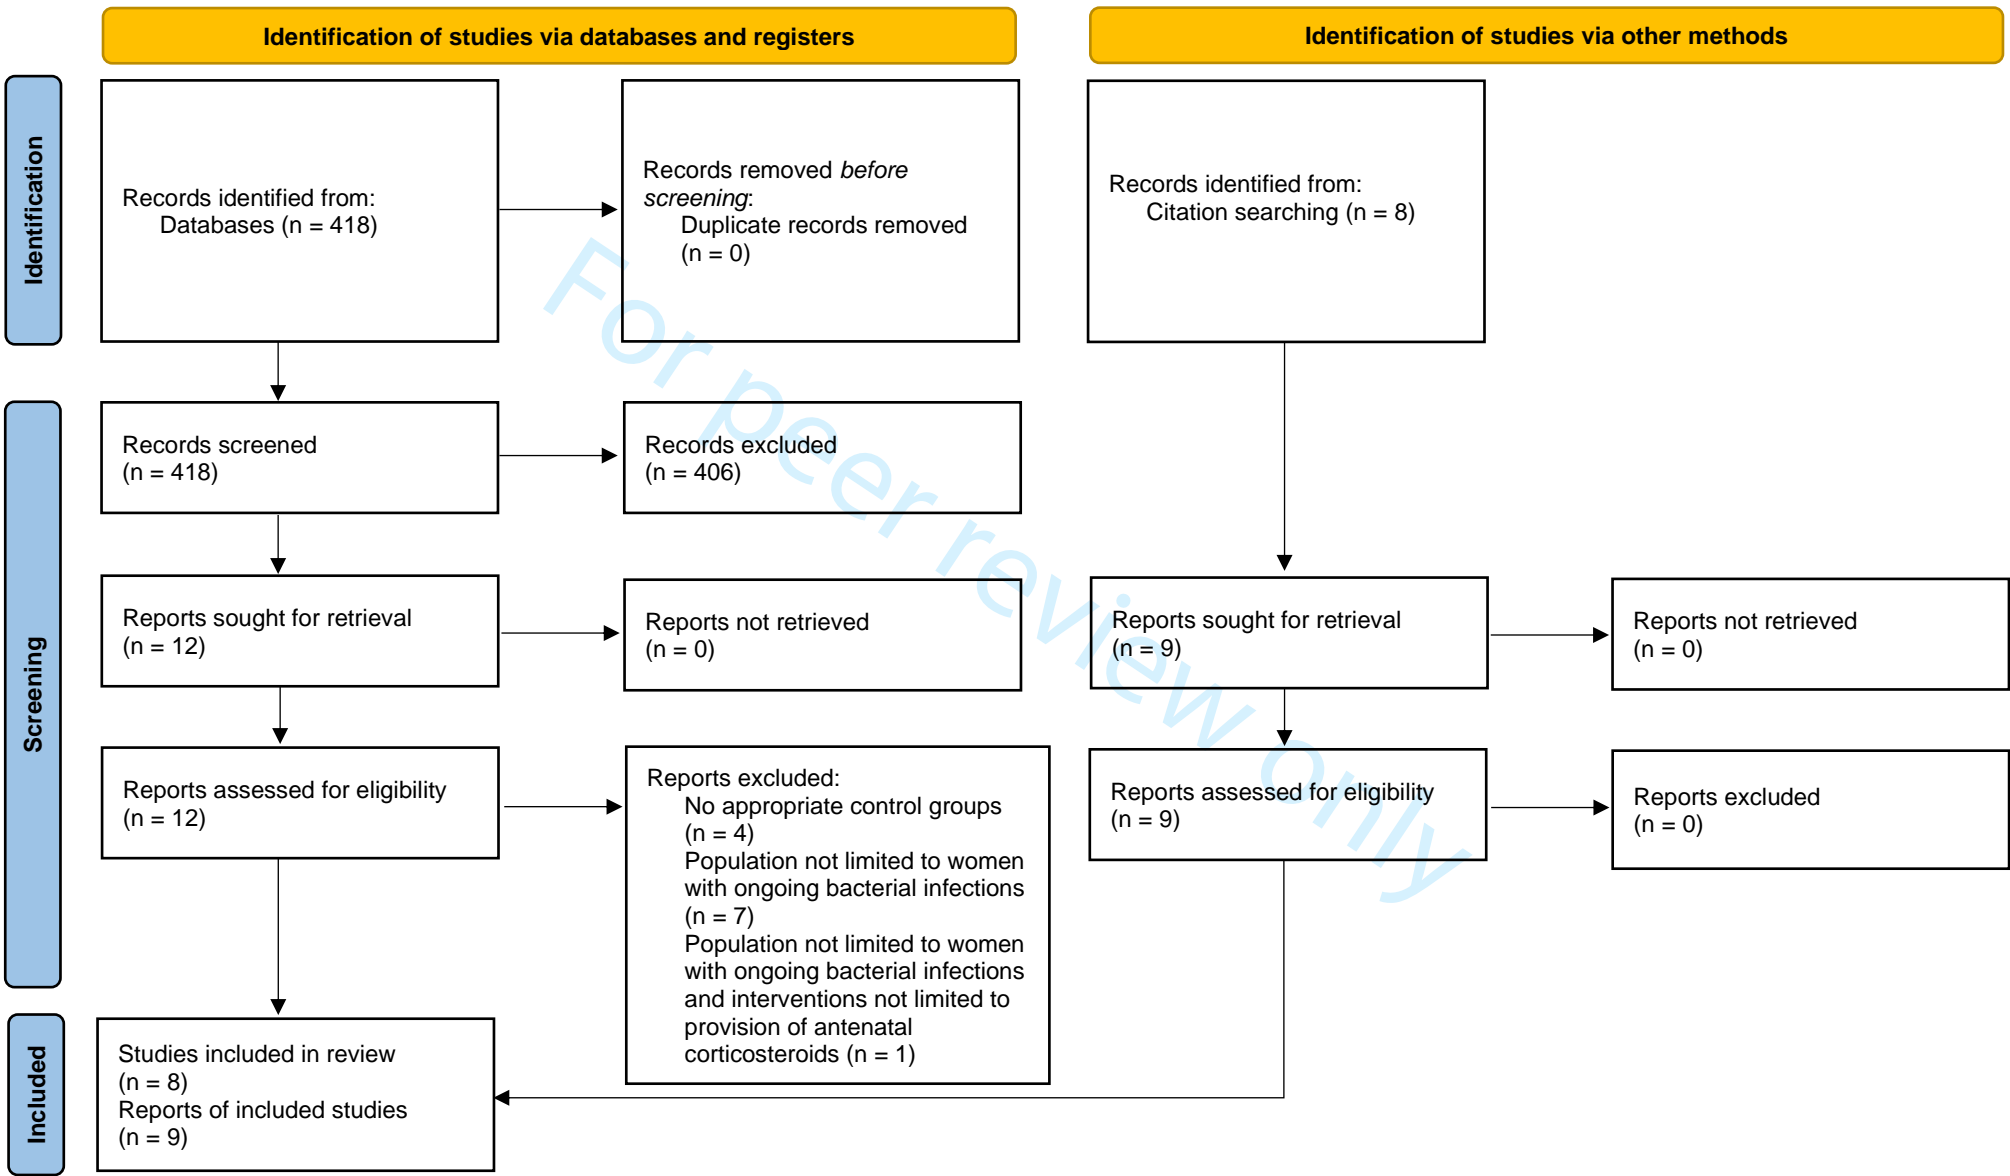 Identification of studies via databases and registers
Identification of studies via other methods
Identification
Records identified from:
Databases (n = 418)
Records removed before
screening:
Duplicate records removed
(n = 0)
Records identified from:
Citation searching (n = 8)
Screening
Records screened
(n = 418)
Records excluded
(n = 406)
Reports sought for retrieval
(n = 12)
Reports not retrieved
(n = 0)
Reports sought for retrieval
(n = 9)
Reports not retrieved
(n = 0)
Reports assessed for eligibility
(n = 12)
Reports excluded:
No appropriate control groups
(n = 4)
Population not limited to women
with ongoing bacterial infections
(n = 7)
Population not limited to women
with ongoing bacterial infections
and interventions not limited to
provision of antenatal
corticosteroids (n = 1)
Reports assessed for eligibility
(n = 9)
Reports excluded
(n = 0)
Included
Studies included in review
(n = 8)
Reports of included studies
(n = 9)
For peer review only